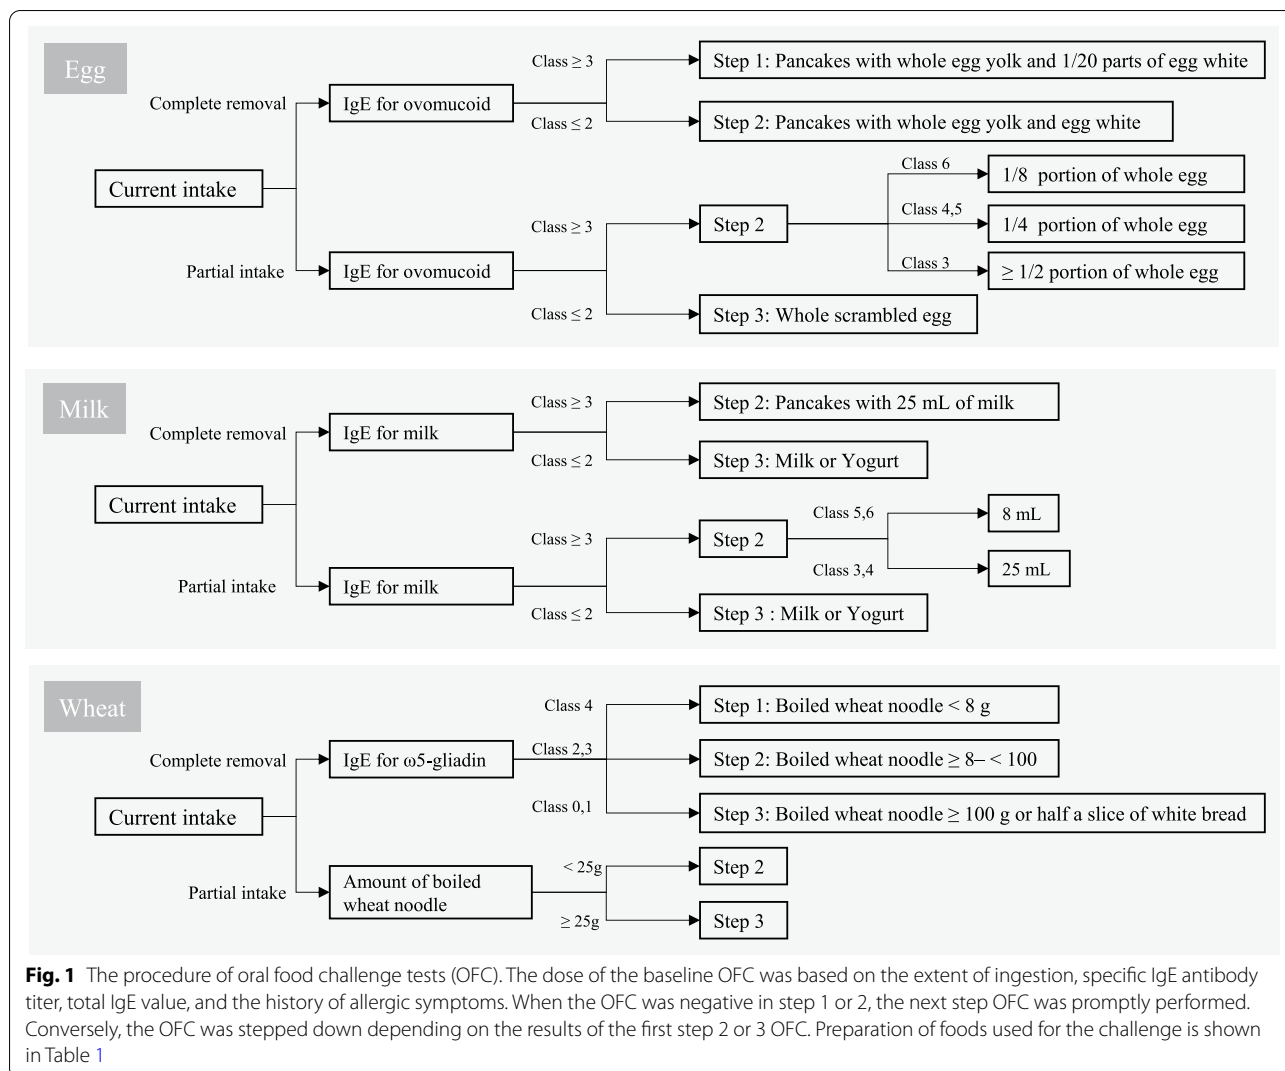 Egg
Class ≥ 3
Step 1: Pancakes with whole egg yolk and 1/20 parts of egg white
Complete removal
IgE for ovomucoid
Class ≤ 2
Step 2: Pancakes with whole egg yolk and egg white
Current intake
Class 6
1/8 portion of whole egg
Class ≥ 3
Step 2
Class 4,5
1/4 portion of whole egg
Partial intake
IgE for ovomucoid
Class 3
≥ 1/2 portion of whole egg
Class ≤ 2
Step 3: Whole scrambled egg
Milk
Class ≥ 3
Step 2: Pancakes with 25 mL of milk
Complete removal
IgE for milk
Class ≤ 2
Step 3: Milk or Yogurt
Current intake
Class 5,6
8 mL
Class ≥ 3
Step 2
Class 3,4
25 mL
Partial intake
IgE for milk
Class ≤ 2
Step 3 : Milk or Yogurt
Wheat
Class 4
Step 1: Boiled wheat noodle < 8 g
Complete removal
IgE for ω5-gliadin
Class 2,3
Step 2: Boiled wheat noodle ≥ 8– < 100
Class 0,1
Step 3: Boiled wheat noodle ≥ 100 g or half a slice of white bread
Current intake
< 25g
Step 2
Partial intake
Amount of boiled
wheat noodle
≥ 25g
Step 3
Fig. 1 The procedure of oral food challenge tests (OFC). The dose of the baseline OFC was based on the extent of ingestion, specific IgE antibody
titer, total IgE value, and the history of allergic symptoms. When the OFC was negative in step 1 or 2, the next step OFC was promptly performed.
Conversely, the OFC was stepped down depending on the results of the first step 2 or 3 OFC. Preparation of foods used for the challenge is shown
in Table 1